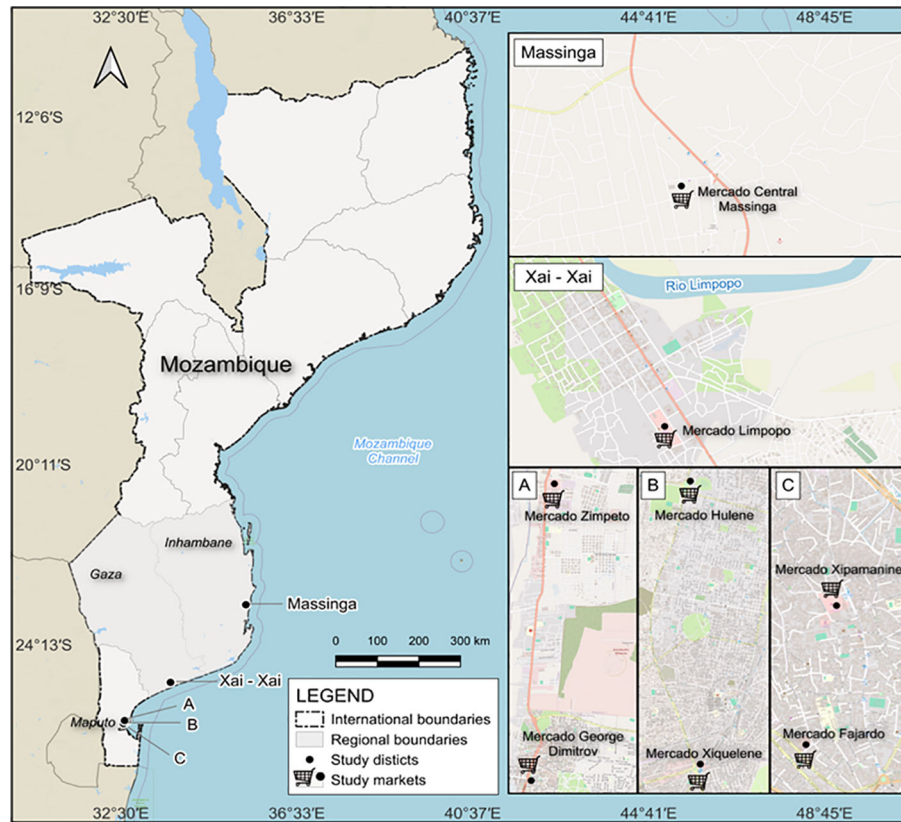 32°30'E
36°33'E
40°37'E
44°41'E
48°45'E
12°6'S
16°9'S
20°11'S
24°13'S
Mozambique
Mozambique
Channel
Inhambane
Gaza
Maputo
Massinga
Xai - Xai
A
B
C
0 100 200 300 km
LEGEND
International boundaries
Regional boundaries
Study disticts
Study markets
Massinga
Mercado Central
Massinga
Xai - Xai
Rio Limpopo
Mercado Limpopo
A
Mercado Zimpeto
Mercado George
Dimitrov
B
Mercado Hulene
Mercado Xiquelene
C
Mercado Xipamanine
Mercado Fajardo
32°30'E
36°33'E
40°37'E
44°41'E
48°45'E